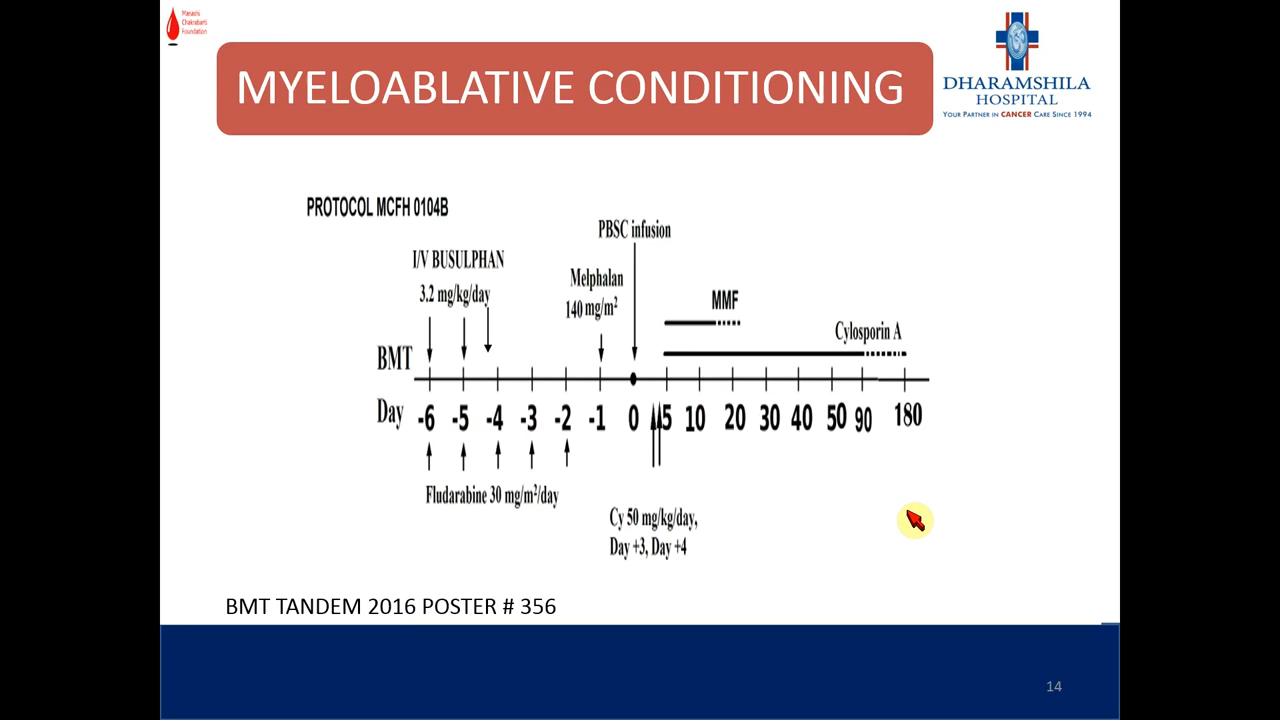 Manashi
Chakrabarti
Foundation
MYELOABLATIVE CONDITIONING
DHARAMSHILA
HOSPITAL
YOUR PARTNER IN CANCER CARE SINCE 1994
PROTOCOL MCFH 0104B
PBSC infusion
I/V BUSULPHAN
3.2 mg/kg/day
Melphalan
140 mg/m²
MMF
Cylosporin A
BMT
Day -6 -5 -4 -3 -2 -1 0 5 10 20 30 40 50 90 180
Fludarabine 30 mg/m²/day
Cy 50 mg/kg/day,
Day +3, Day +4
BMT TANDEM 2016 POSTER # 356
14